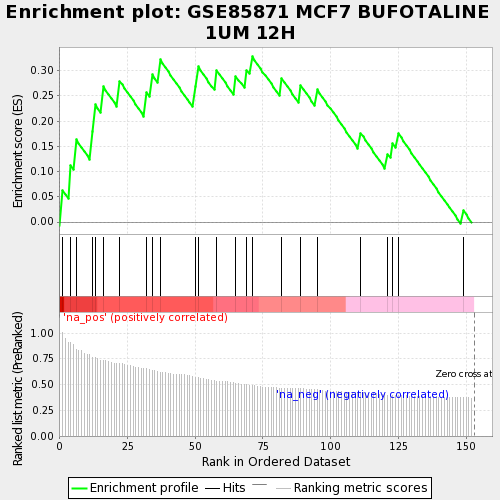 Enrichment plot: GSE85871 MCF7 BUFOTALINE
1UM 12H
Enrichment score (ES)
0.30
0.25
0.20
0.15
0.10
0.05
0.00
'na_pos' (positively correlated)
Ranked list metric (PreRanked)
1.00
0.75
0.50
0.25
0.00
Zero cross at
'na_neg' (negatively correlated)
0 25 50 75 100 125 150
Rank in Ordered Dataset
Enrichment profile Hits Ranking metric scores